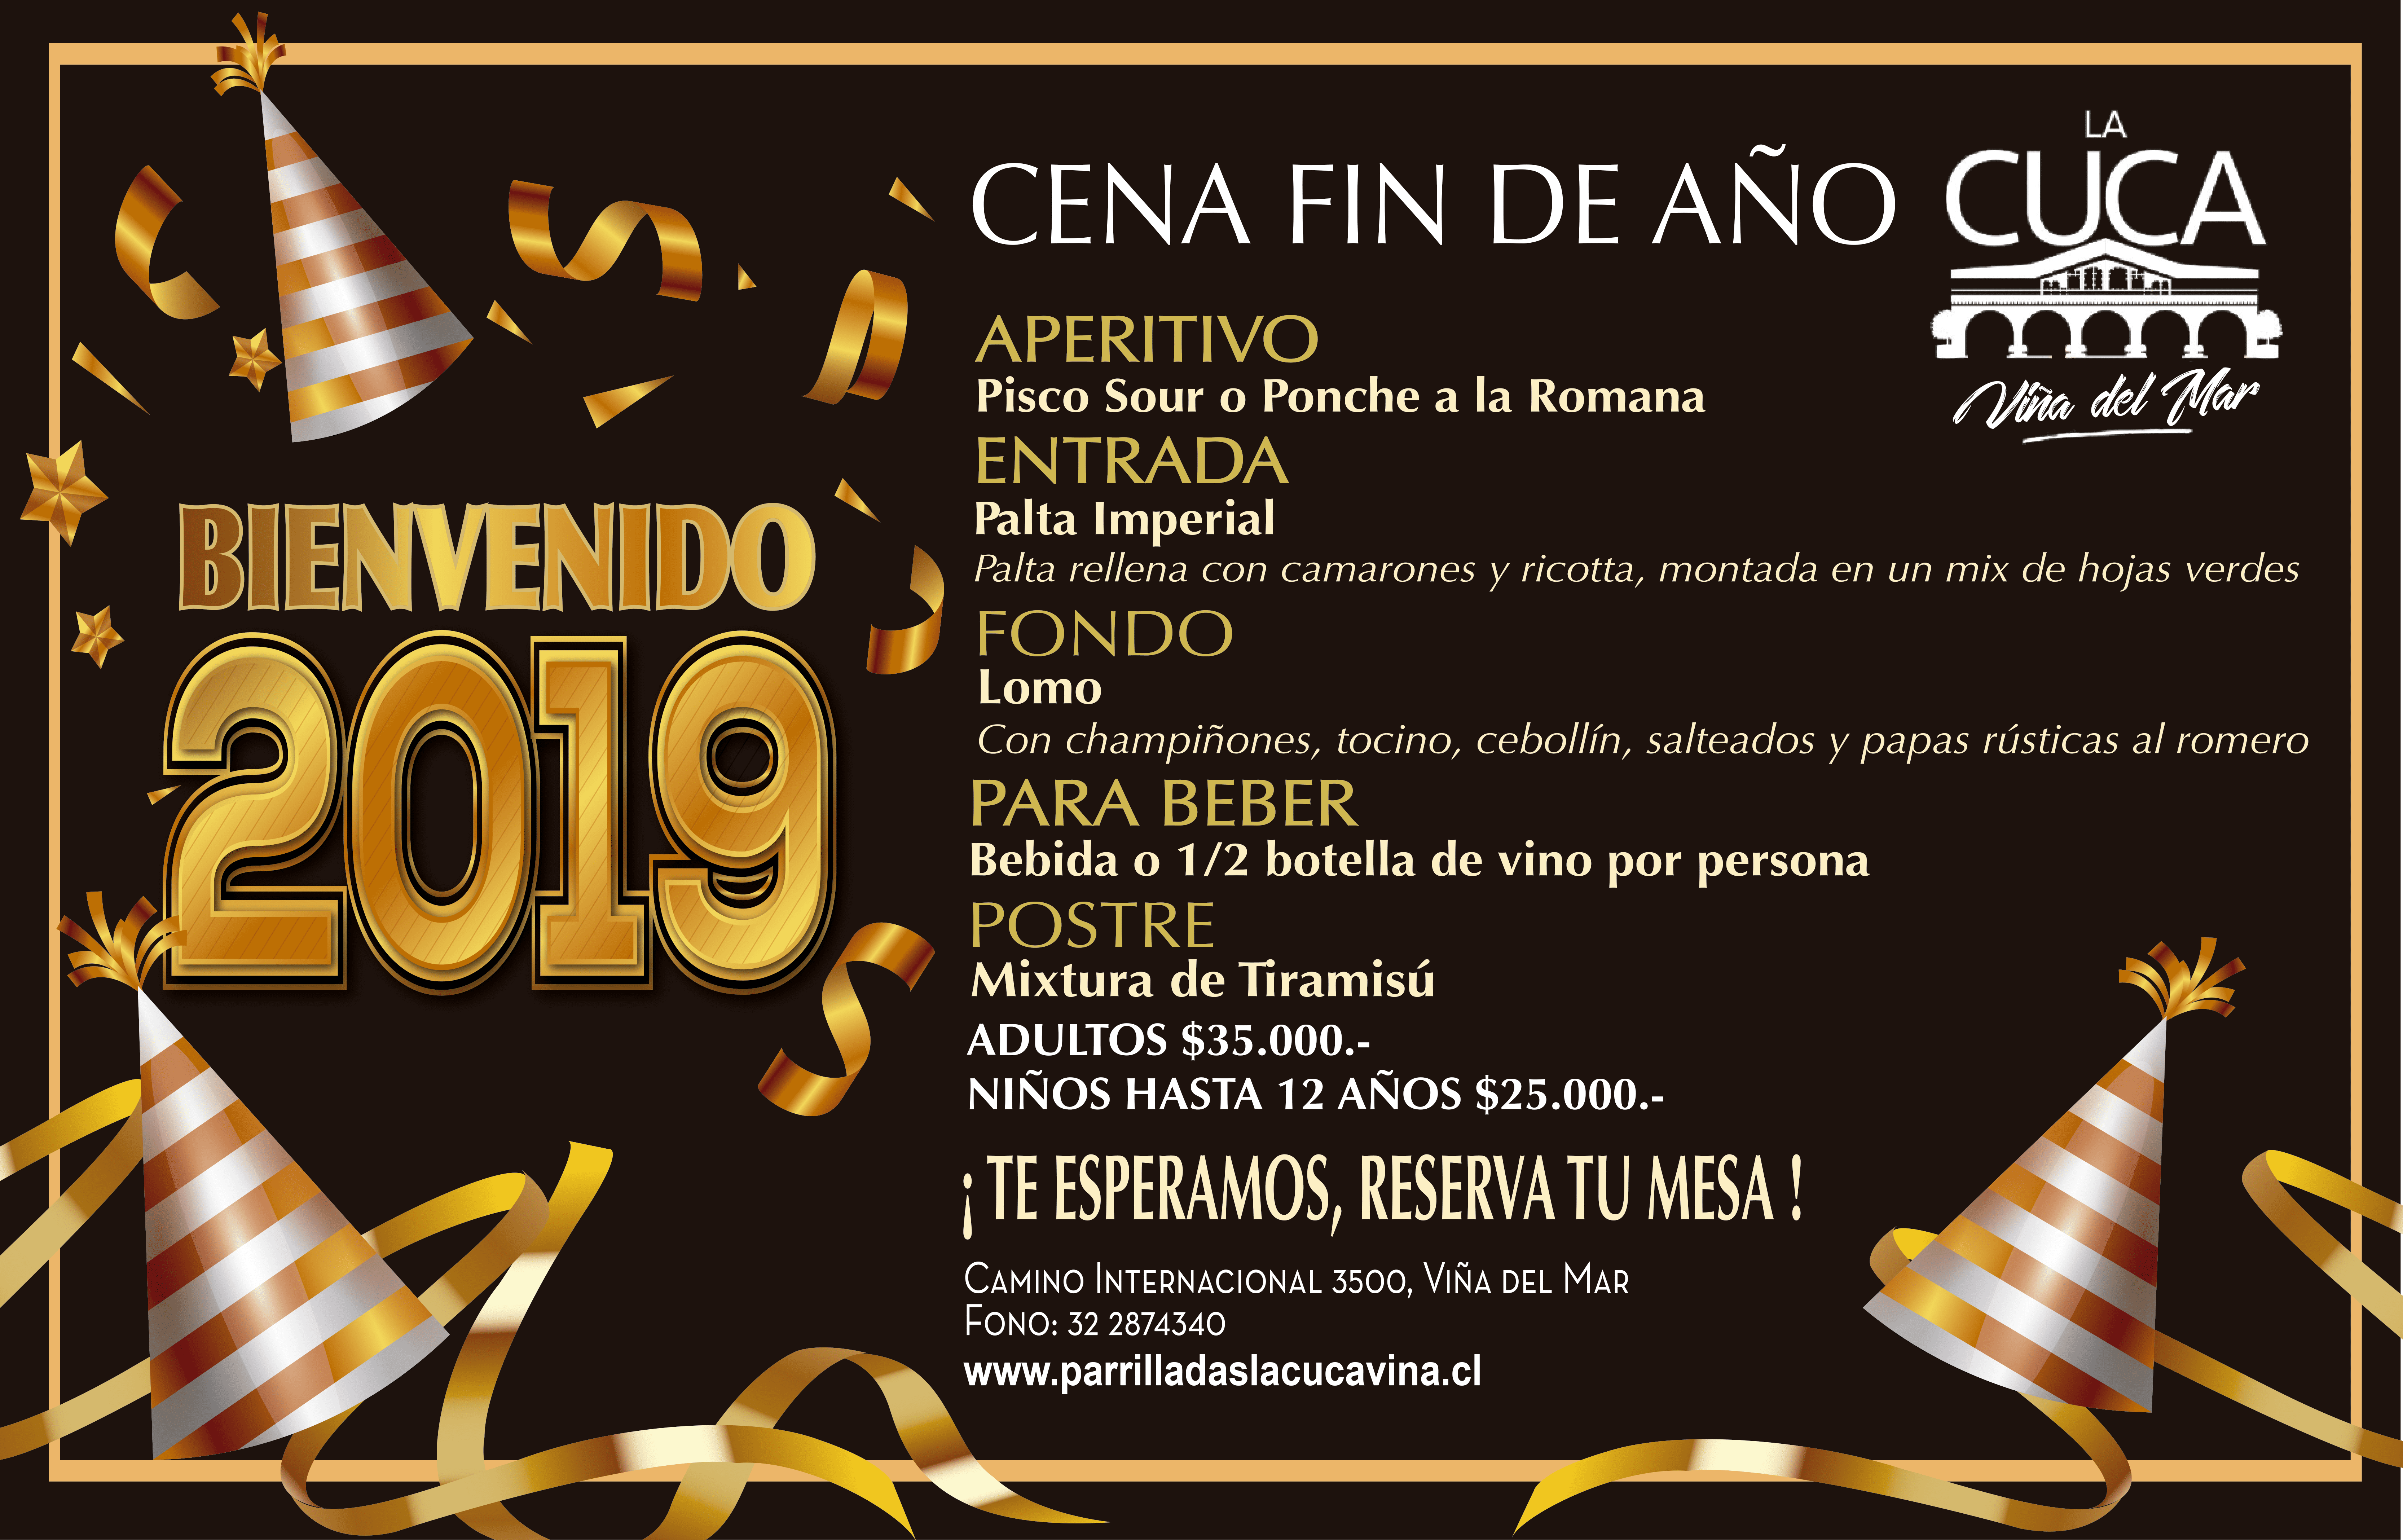 BIENVENIDO
2019
CENA FIN DE AÑO
LA
CUCA
Viña del Mar
APERITIVO
Pisco Sour o Ponche a la Romana
ENTRADA
Palta Imperial
Palta rellena con camarones y ricotta, montada en un mix de hojas verdes
FONDO
Lomo
Con champiñones, tocino, cebollín, salteados y papas rústicas al romero
PARA BEBER
Bebida o 1/2 botella de vino por persona
POSTRE
Mixtura de Tiramisú
ADULTOS $35.000.-
NIÑOS HASTA 12 AÑOS $25.000.-
¡ TE ESPERAMOS, RESERVA TU MESA !
CAMINO INTERNACIONAL 3500, VIÑA DEL MAR
FONO: 32 2874340
www.parrilladaslacucavina.cl